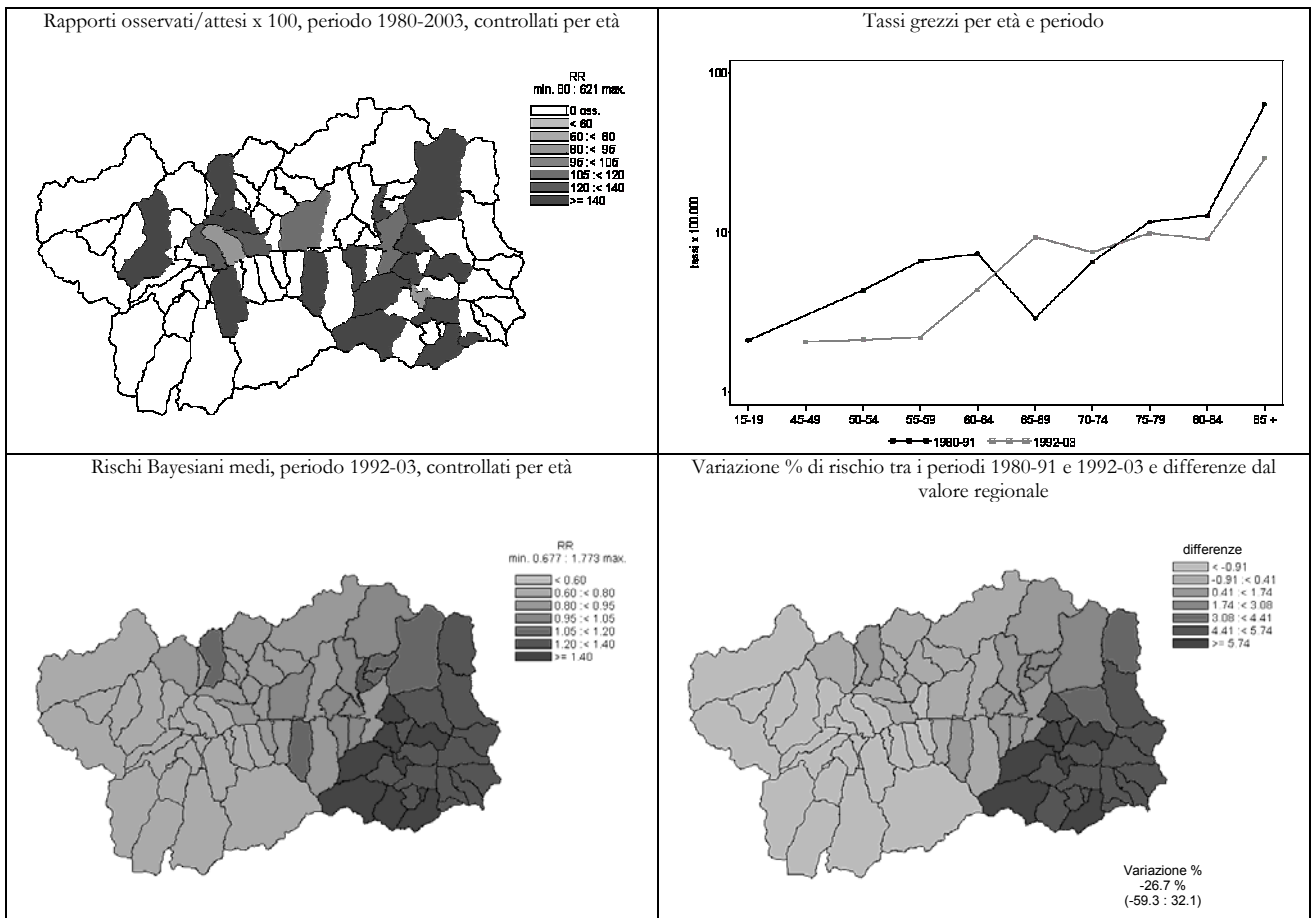 Rapporti osservati/attesi x 100, periodo 1980-2003, controllati per età
RR
min. 80 : 621 max.
0 oss.
< 60
60 :< 80
80 :< 95
95 :< 105
105 :< 120
120 :< 140
>= 140
Tassi grezzi per età e periodo
100
10
1
tassi x 100.000
15-19 45-49 50-54 55-59 60-64 65-69 70-74 75-79 80-84 85 +
1980-91 1992-03
Rischi Bayesiani medi, periodo 1992-03, controllati per età
RR
min. 0.677 : 1.773 max.
< 0.60
0.60 :< 0.80
0.80 :< 0.95
0.95 :< 1.05
1.05 :< 1.20
1.20 :< 1.40
>= 1.40
Variazione % di rischio tra i periodi 1980-91 e 1992-03 e differenze dal
valore regionale
differenze
< -0.91
-0.91 :< 0.41
0.41 :< 1.74
1.74 :< 3.08
3.08 :< 4.41
4.41 :< 5.74
>= 5.74
Variazione %
-26.7 %
(-59.3 : 32.1)